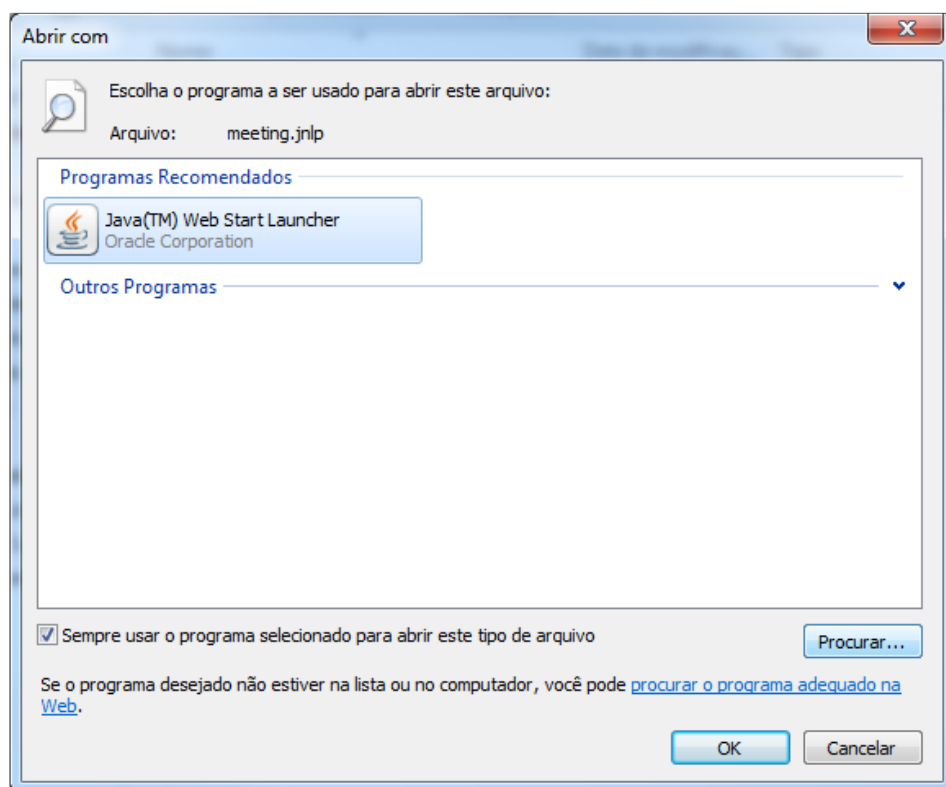 Abrir com
Escolha o programa a ser usado para abrir este arquivo:
Arquivo: meeting.jnlp
Programas Recomendados
Java(TM) Web Start Launcher
Oracle Corporation
Outros Programas
Sempre usar o programa selecionado para abrir este tipo de arquivo
Procurar...
Se o programa desejado não estiver na lista ou no computador, você pode procurar o programa adequado na
Web.
OK Cancelar